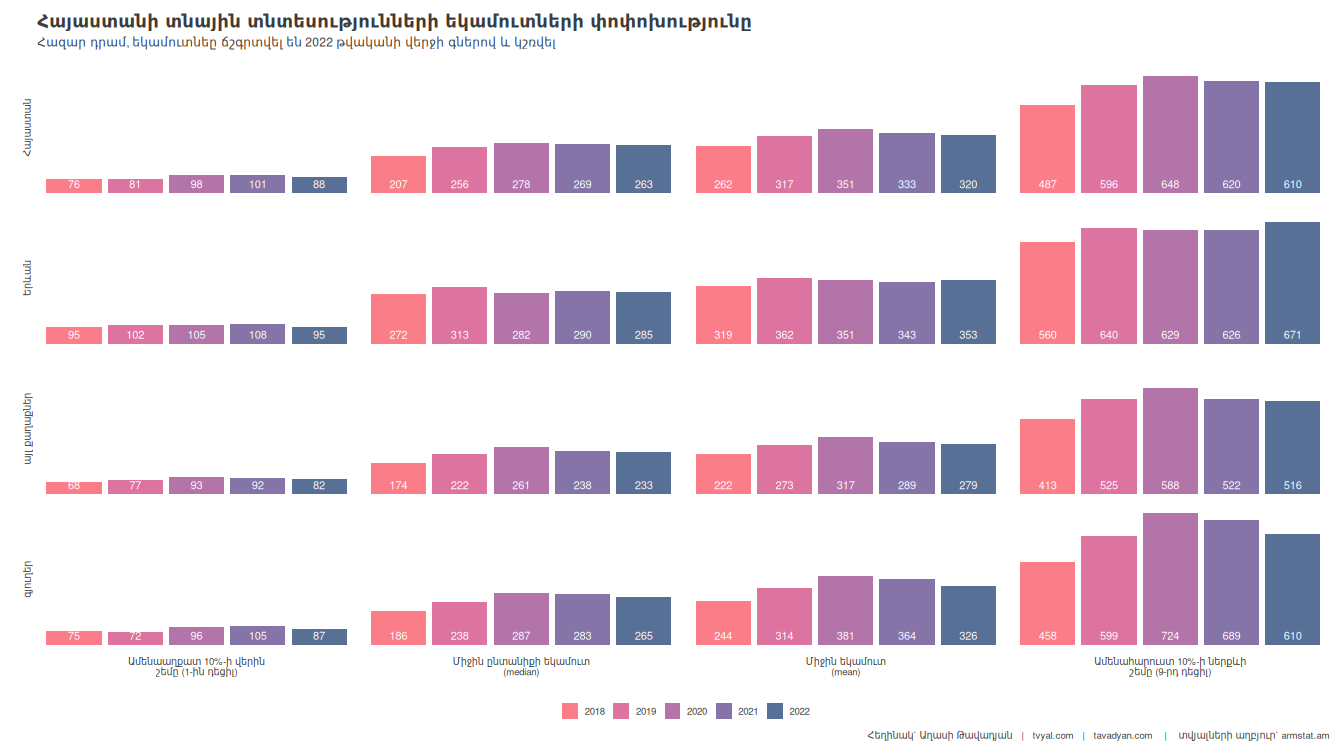 Հայաստանի տնային տնտեսությունների եկամուտների փոփոխությունը
Հազար դրամ, եկամուտները ճշգրտվել են 2022 թվականի վերջի գներով և կշռվել
Հայաստան
76 81 98 101 88
207 256 278 269 263
262 317 351 333 320
487 596 648 620 610
Երևան
95 102 105 108 95
272 313 282 290 285
319 362 351 343 353
560 640 629 626 671
այլ քաղաքներ
68 77 93 92 82
174 222 261 238 233
222 273 317 289 279
413 525 588 522 516
գյուղեր
75 72 96 105 87
186 238 287 283 265
244 314 381 364 326
458 599 724 689 610
Ամենաաղքատ 10%-ի վերին
շեմը (1-ին դեցիլ)
Միջին ընտանիքի եկամուտ
(median)
Միջին եկամուտ
(mean)
Ամենահարուստ 10%-ի ներքևի
շեմը (9-րդ դեցիլ)
2018 2019 2020 2021 2022
Հեղինակ՝ Աղասի Թավադյան | tvyal.com | tavadyan.com | տվյալների աղբյուր՝ armstat.am